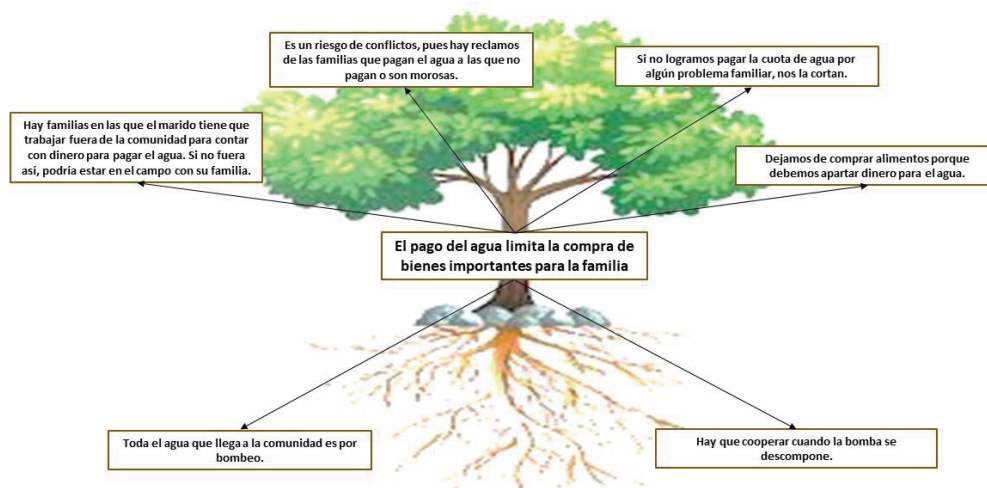 Es un riesgo de conflictos, pues hay reclamos
de las familias que pagan el agua a las que no
pagan o son morosas.
Si no logramos pagar la cuota de agua por
algún problema familiar, nos la cortan.
Hay familias en las que el marido tiene que
trabajar fuera de la comunidad para contar
con dinero para pagar el agua. Si no fuera
así, podría estar en el campo con su familia.
Dejamos de comprar alimentos porque
debemos apartar dinero para el agua.
El pago del agua limita la compra de
bienes importantes para la familia
Toda el agua que llega a la comunidad es por
bombeo.
Hay que cooperar cuando la bomba se
descompone.